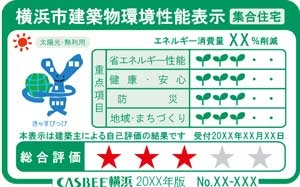 横浜市建築物環境性能表示 集合住宅
太陽光・熱利用
エネルギー消費量 XX%削減
重点項目
省エネルギー性能
健康・安心
防災
地域・まちづくり
きゃすびっぴ
本表示は建築主による自己評価の結果です 受付20XX年XX月XX日
総合評価 ★★★☆☆
CASBEE横浜 20XX年版 No.XX-XXX